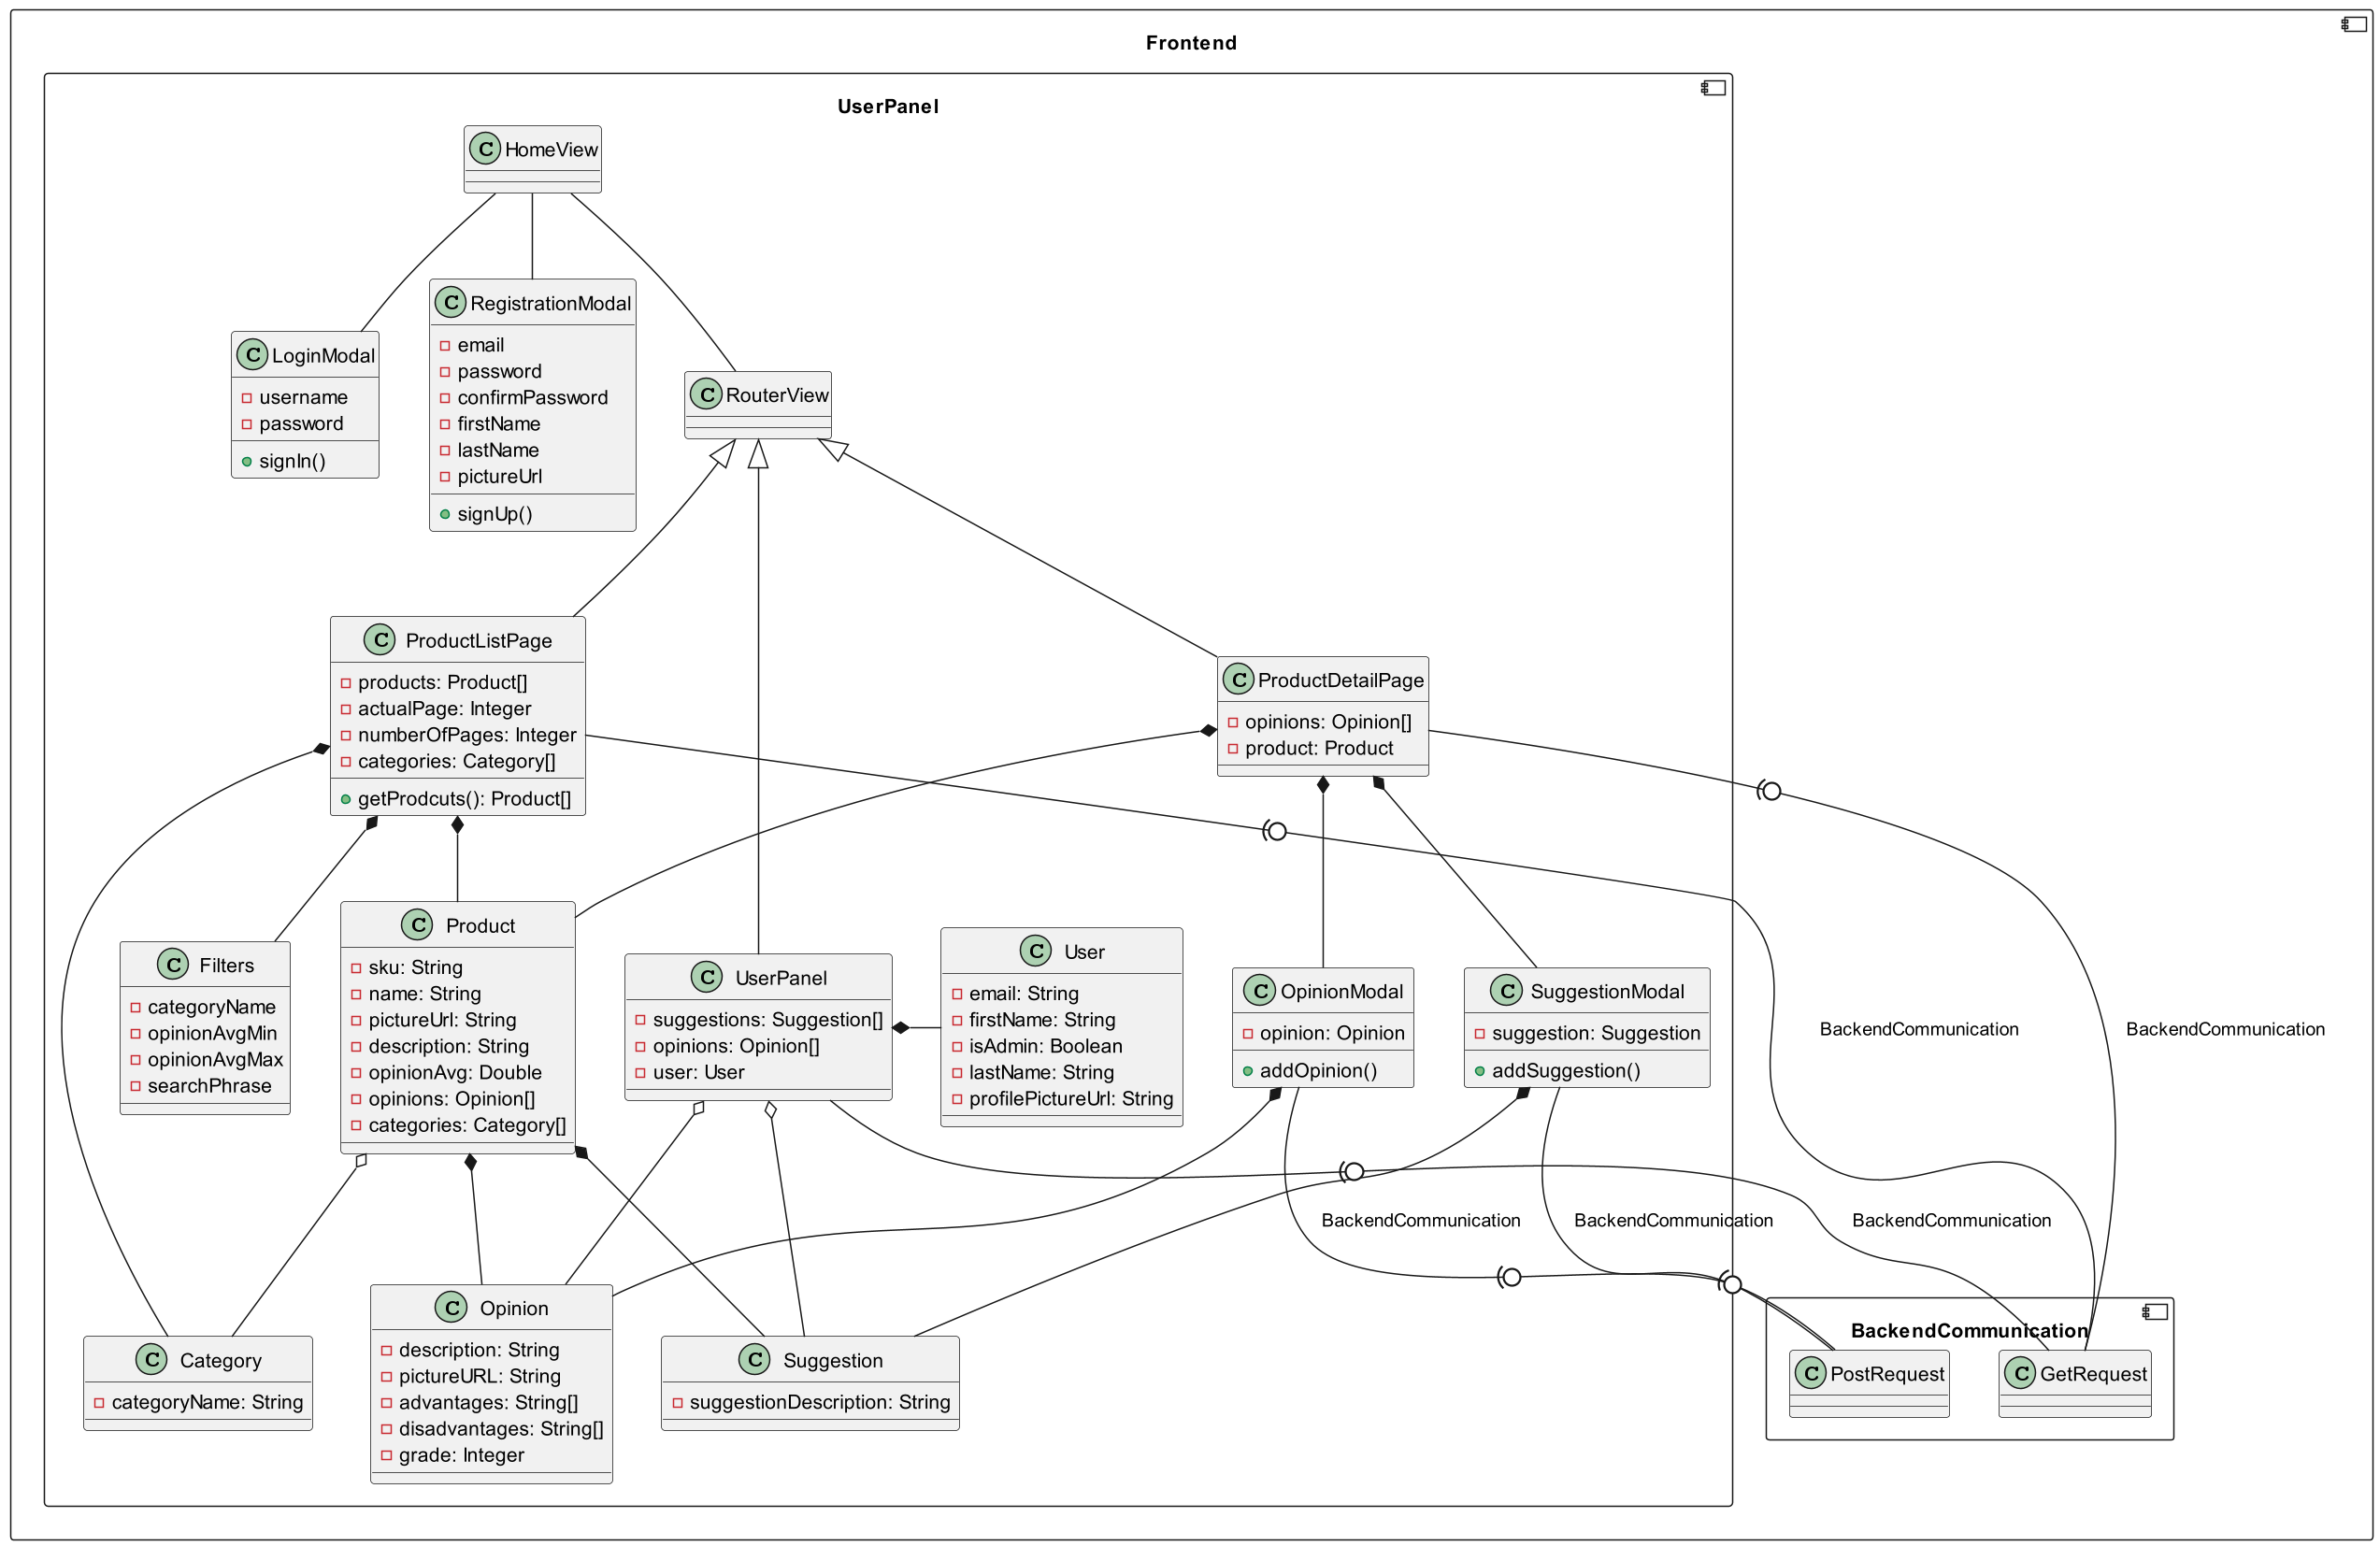 Frontend
UserPanel
C HomeView
C RegistrationModal
email
password
confirmPassword
firstName
lastName
pictureUrl
signUp()
C LoginModal
username
password
signIn()
C RouterView
C ProductListPage
products: Product[]
actualPage: Integer
numberOfPages: Integer
categories: Category[]
getProdcuts(): Product[]
C ProductDetailPage
opinions: Opinion[]
product: Product
C Filters
categoryName
opinionAvgMin
opinionAvgMax
searchPhrase
C Product
sku: String
name: String
pictureUrl: String
description: String
opinionAvg: Double
opinions: Opinion[]
categories: Category[]
C UserPanel
suggestions: Suggestion[]
opinions: Opinion[]
user: User
C User
email: String
firstName: String
isAdmin: Boolean
lastName: String
profilePictureUrl: String
C OpinionModal
opinion: Opinion
addOpinion()
C SuggestionModal
suggestion: Suggestion
addSuggestion()
BackendCommunication
BackendCommunication
BackendCommunication
BackendCommunication
BackendCommunication
C Category
categoryName: String
C Opinion
description: String
pictureURL: String
advantages: String[]
disadvantages: String[]
grade: Integer
C Suggestion
suggestionDescription: String
BackendCommunication
C PostRequest
C GetRequest